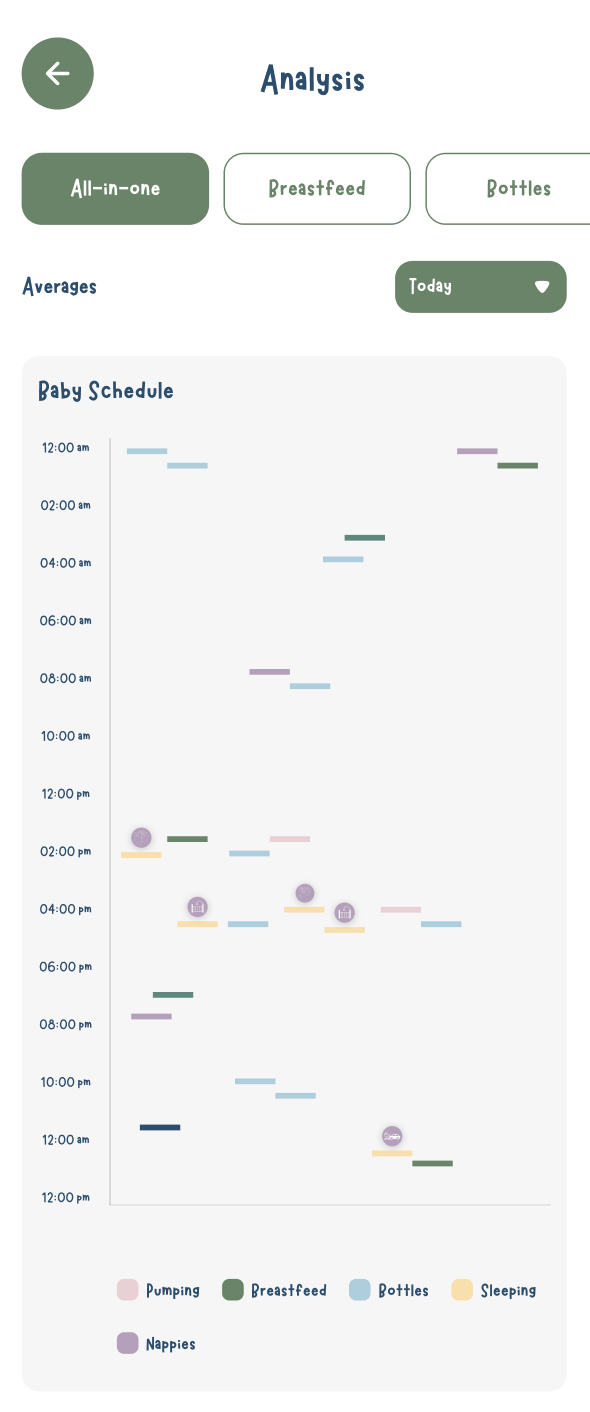 Analysis
All-in-one Breastfeed Bottles
Averages Today
Baby Schedule
12:00 am
02:00 am
04:00 am
06:00 am
08:00 am
10:00 am
12:00 pm
02:00 pm
04:00 pm
06:00 pm
08:00 pm
10:00 pm
12:00 am
12:00 pm
Pumping Breastfeed Bottles Sleeping
Nappies